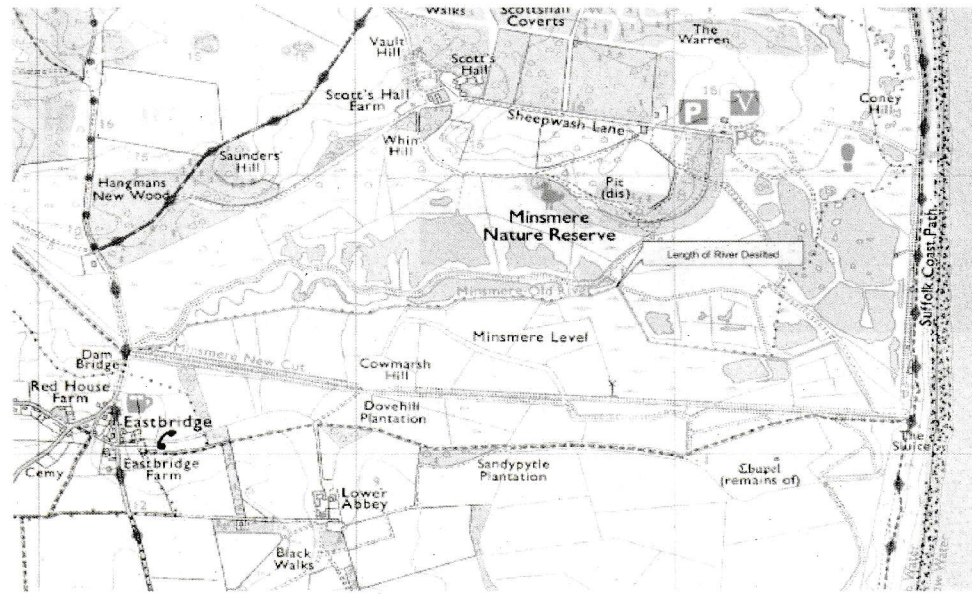 Walks
Scottshall
Coverts
The
Warren
Vault
Hill
Scott's
Hall
Scott's Hall
Farm
Sheepwash Lane
P
V
PC
Coney
Hill
16
15
Whin
Hill
Saunders
Hill
Hangmans
New Wood
Pit
(dis)
Minsmere
Nature Reserve
Length of River Desilted
Suffolk Coast Path
Minsmere Old River
Minsmere Level
Dam
Bridge
Minsmere New Cut
Cowmarsh
Hill
Red House
Farm
Dovehill
Plantation
Eastbridge
The
Sluice
Cemy
Eastbridge
Farm
Sandypytle
Plantation
Chapel
(remains of)
Lower
Abbey
12
Black
Walks